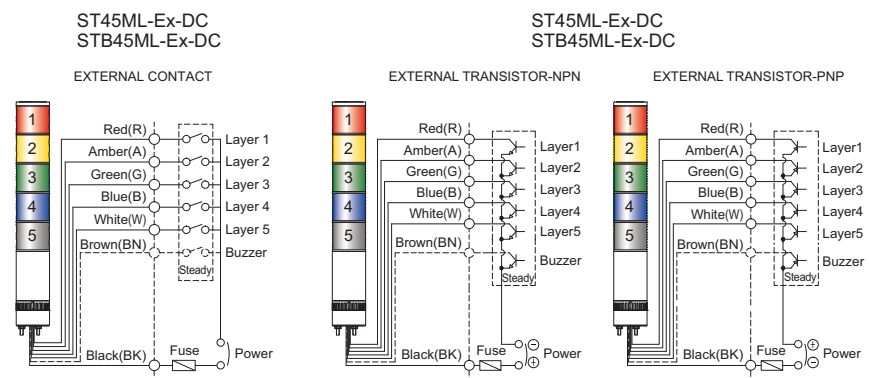 ST45ML-Ex-DC
STB45ML-Ex-DC
EXTERNAL CONTACT
1
2
3
4
5
Red(R)
Amber(A)
Green(G)
Blue(B)
White(W)
Brown(BN)
Black(BK)
Layer 1
Layer 2
Layer 3
Layer 4
Layer 5
Buzzer
Steady
Fuse
Power
ST45ML-Ex-DC
STB45ML-Ex-DC
EXTERNAL TRANSISTOR-NPN
1
2
3
4
5
Red(R)
Amber(A)
Green(G)
Blue(B)
White(W)
Brown(BN)
Black(BK)
Layer1
Layer2
Layer3
Layer4
Layer5
Buzzer
Steady
Fuse
⊖
⊕
Power
EXTERNAL TRANSISTOR-PNP
1
2
3
4
5
Red(R)
Amber(A)
Green(G)
Blue(B)
White(W)
Brown(BN)
Black(BK)
Layer1
Layer2
Layer3
Layer4
Layer5
Buzzer
Steady
Fuse
⊕
⊖
Power